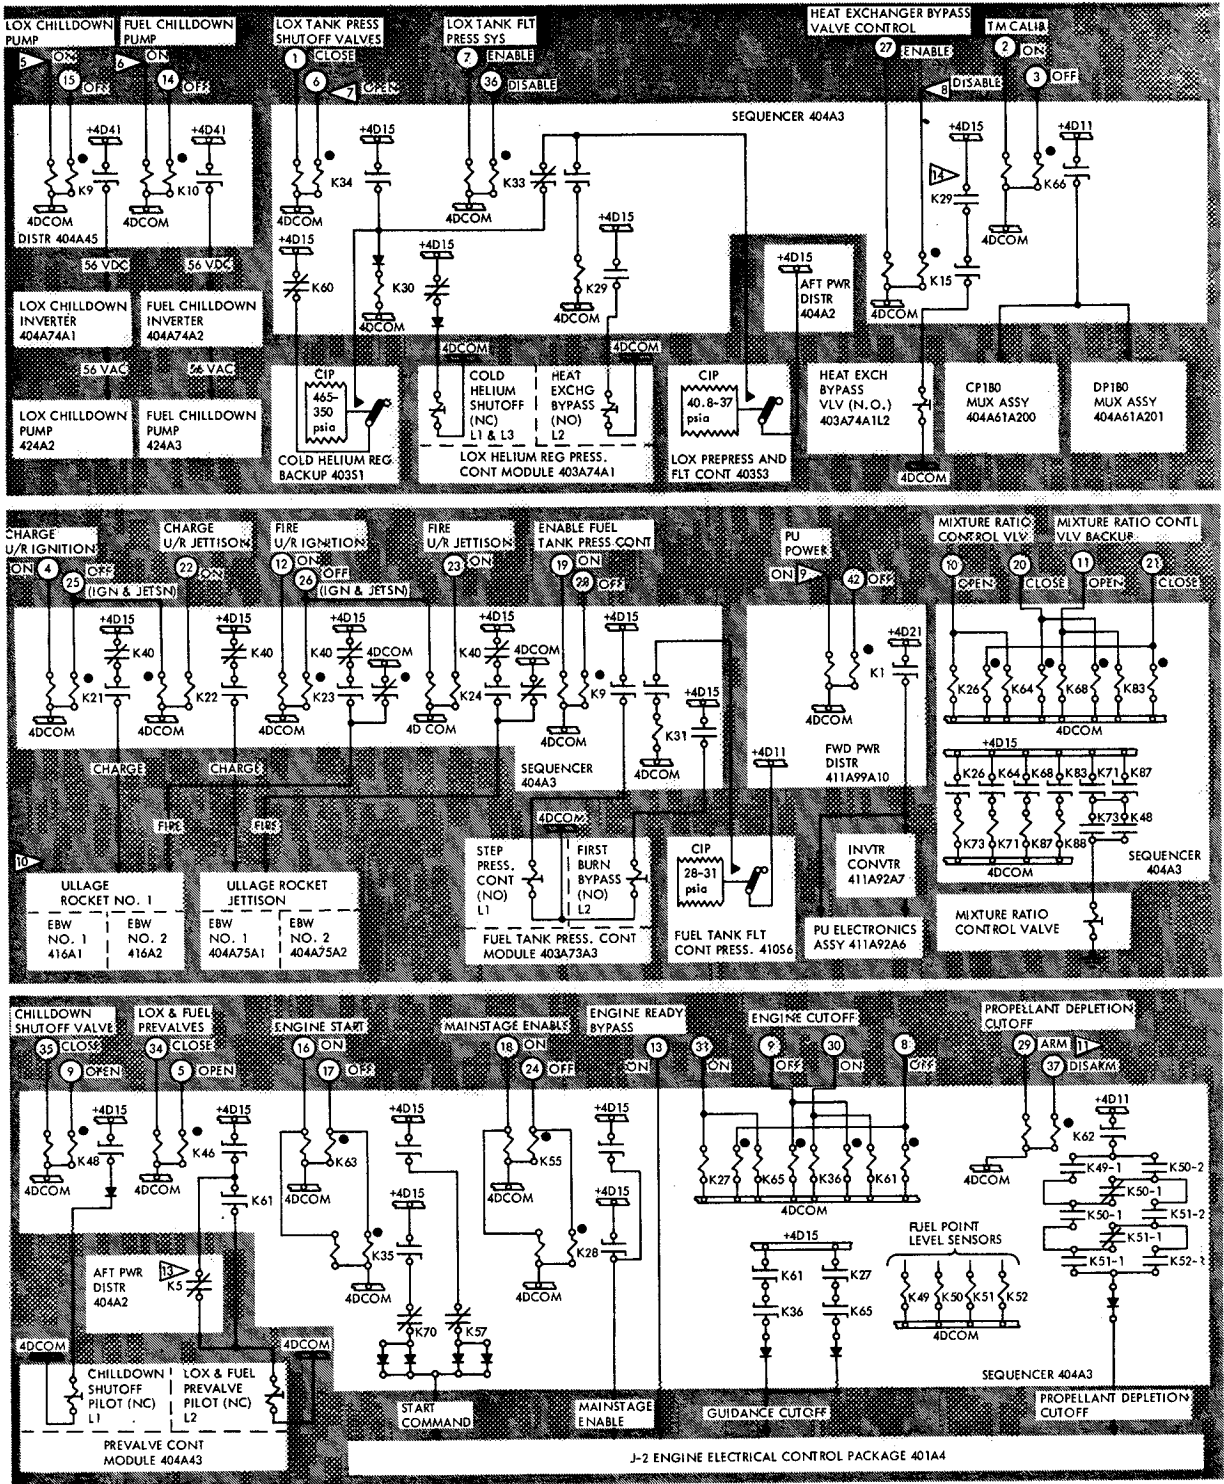 LOX CHILLDOWN
PUMP
5
ON
15
OFF
FUEL CHILLDOWN
PUMP
6
ON
14
OFF
LOX TANK PRESS
SHUTOFF VALVES
1
CLOSE
6
7
OPEN
LOX TANK FLT
PRESS SYS
7
ENABLE
36
DISABLE
HEAT EXCHANGER BYPASS
VALVE CONTROL
27
ENABLE
8
DISABLE
TM CALIB
2
ON
3
OFF
SEQUENCER 404A3
+4D41
+4D41
+4D15
+4D15
+4D11
K9
K10
K34
K33
14
K29
K66
4DCOM
4DCOM
4DCOM
4DCOM
4DCOM
DISTR 404A45
+4D15
+4D15
+4D15
+4D15
56 VDC
56 VDC
K60
K30
K29
K15
AFT PWR
DISTR
404A2
4DCOM
4DCOM
4DCOM
LOX CHILLDOWN
INVERTER
404A74A1
FUEL CHILLDOWN
INVERTER
404A74A2
56 VAC
56 VAC
4DCOM
4DCOM
LOX CHILLDOWN
PUMP
424A2
FUEL CHILLDOWN
PUMP
424A3
CIP
465-
350
psia
COLD HELIUM REG
BACKUP 403S1
COLD
HELIUM
SHUTOFF
(NC)
L1 & L3
HEAT
EXCHG
BYPASS
(NO)
L2
LOX HELIUM REG PRESS.
CONT MODULE 403A74A1
CIP
40.8-37
psia
LOX PREPRESS AND
FLT CONT 403S3
HEAT EXCH
BYPASS
VLV (N.O.)
403A74A1L2
4DCOM
CP1B0
MUX ASSY
404A61A200
DP1B0
MUX ASSY
404A61A201
CHARGE
U/R IGNITION
ON
4
25
OFF
(IGN & JETSN)
CHARGE
U/R JETTISON
22
ON
FIRE
U/R IGNITION
12
ON
26
OFF
(IGN & JETSN)
FIRE
U/R JETTISON
23
ON
ENABLE FUEL
TANK PRESS CONT
19
ON
28
OFF
PU
POWER
ON
9
42
OFF
MIXTURE RATIO
CONTROL VLV
10
OPEN
20
CLOSE
MIXTURE RATIO CONTL
VLV BACKUP
11
OPEN
21
CLOSE
+4D15
+4D15
+4D15
+4D15
+4D15
+4D21
K40
K40
K40
4DCOM
K40
4DCOM
K21
K22
K23
K24
K9
+4D15
K1
K26
K64
K68
K83
4DCOM
4DCOM
4DCOM
4D COM
4DCOM
K31
4DCOM
4DCOM
+4D11
+4D15
SEQUENCER
404A3
FWD PWR
DISTR
411A99A10
K26
K64
K68
K83
K71
K87
K73
K48
K73
K71
K87
K88
4DCOM
SEQUENCER
404A3
CHARGE
CHARGE
FIRE
FIRE
4DCOM
10
ULLAGE
ROCKET NO. 1
EBW
NO. 1
416A1
EBW
NO. 2
416A2
ULLAGE ROCKET
JETTISON
EBW
NO. 1
404A75A1
EBW
NO. 2
404A75A2
STEP
PRESS.
CONT
(NO)
L1
FIRST
BURN
BYPASS
(NO)
L2
FUEL TANK PRESS. CONT
MODULE 403A73A3
CIP
28-31
psia
FUEL TANK FLT
CONT PRESS. 410S6
INVTR
CONVTR
411A92A7
PU ELECTRONICS
ASSY 411A92A6
MIXTURE RATIO
CONTROL VALVE
CHILLDOWN
SHUTOFF VALVE
35
CLOSE
9
OPEN
LOX & FUEL
PREVALVES
34
CLOSE
5
OPEN
ENGINE START
16
ON
17
OFF
MAINSTAGE ENABLE
18
ON
24
OFF
ENGINE READY
BYPASS
13
ON
ENGINE CUTOFF
31
ON
9
OFF
30
ON
8
OFF
PROPELLANT DEPLETION
CUTOFF
29
ARM
11
37
DISARM
+4D15
+4D15
+4D15
+4D15
+4D11
K48
K46
K63
K55
K62
4DCOM
4DCOM
4DCOM
4DCOM
4DCOM
K61
+4D15
+4D15
K27
K65
K36
K61
4DCOM
K49-1
K50-2
K50-1
K50-1
K51-2
K51-1
K51-1
AFT PWR
DISTR
404A2
13
K5
K35
4DCOM
K28
4DCOM
+4D15
K61
K27
K36
K65
FUEL POINT
LEVEL SENSORS
K49
K50
K51
K52
4DCOM
K70
K57
4DCOM
4DCOM
SEQUENCER 404A3
CHILLDOWN
SHUTOFF
PILOT (NC)
L1
LOX & FUEL
PREVALVE
PILOT (NC)
L2
PREVALVE CONT
MODULE 404A43
START
COMMAND
MAINSTAGE
ENABLE
GUIDANCE CUTOFF
PROPELLANT DEPLETION
CUTOFF
J-2 ENGINE ELECTRICAL CONTROL PACKAGE 401A4